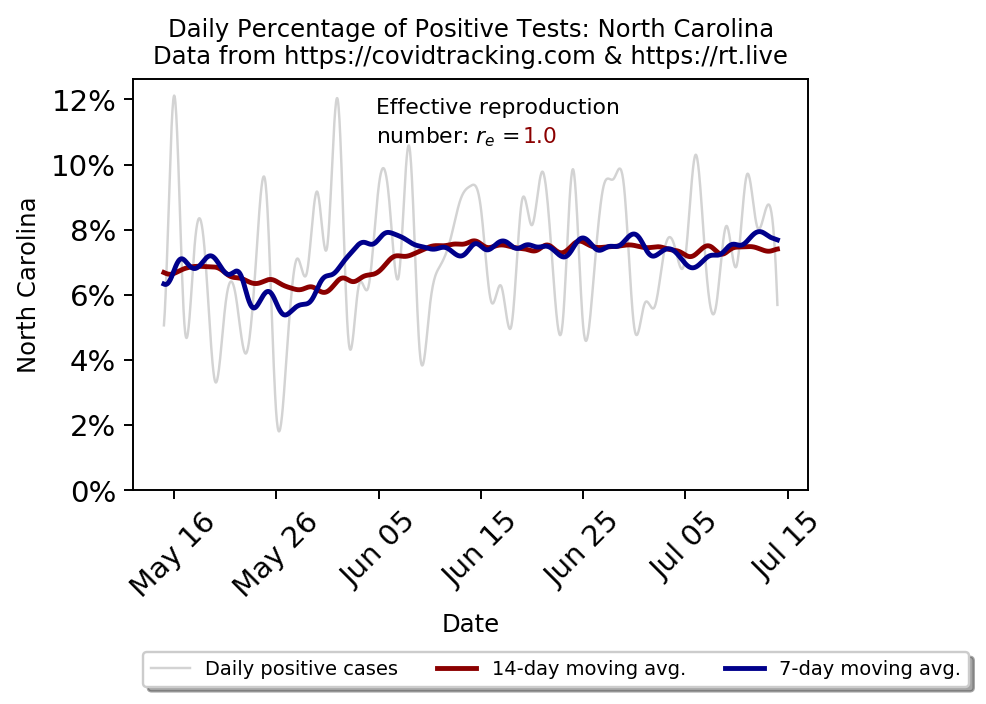 Daily Percentage of Positive Tests: North Carolina
Data from https://covidtracking.com & https://rt.live
Effective reproduction
number: rₑ =1.0
North Carolina
12%
10%
8%
6%
4%
2%
0%
May 16
May 26
Jun 05
Jun 15
Jun 25
Jul 05
Jul 15
Date
Daily positive cases
14-day moving avg.
7-day moving avg.